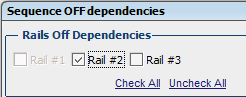 Sequence OFF dependencies
Rails Off Dependencies
Rail #1 Rail #2 Rail #3
Check All Uncheck All